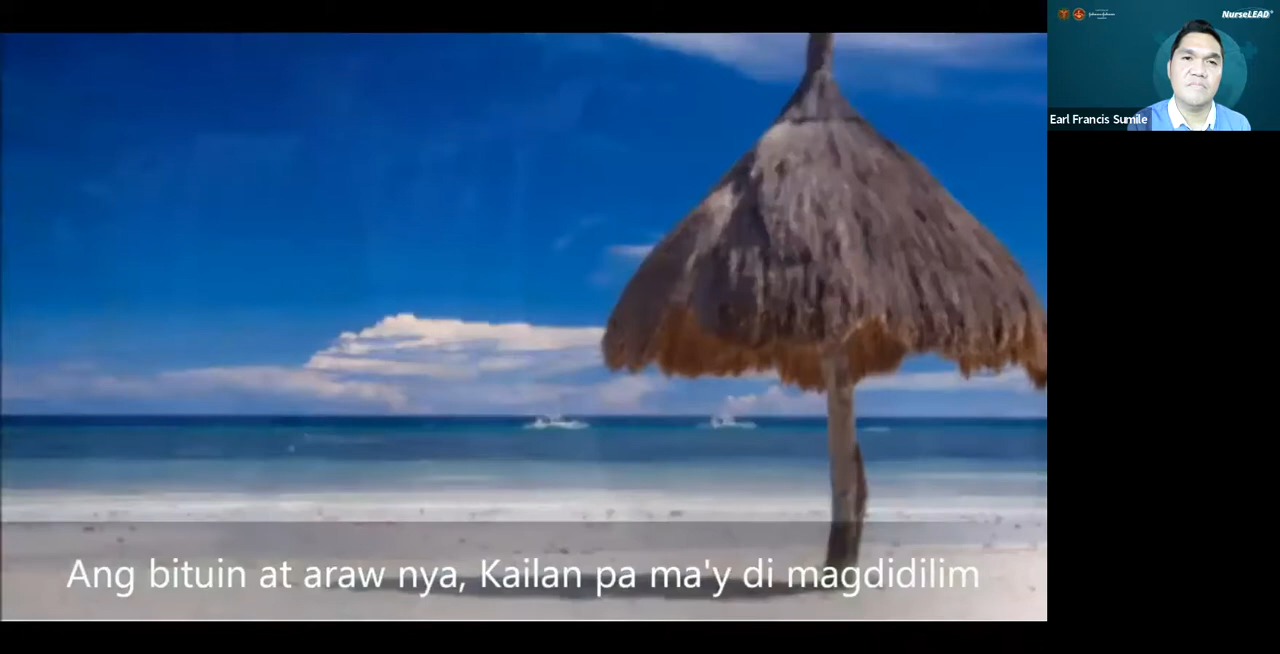 Ang bituin at araw nya, Kailan pa ma'y di magdidilim
NurseLEAD
Earl Francis Sumile